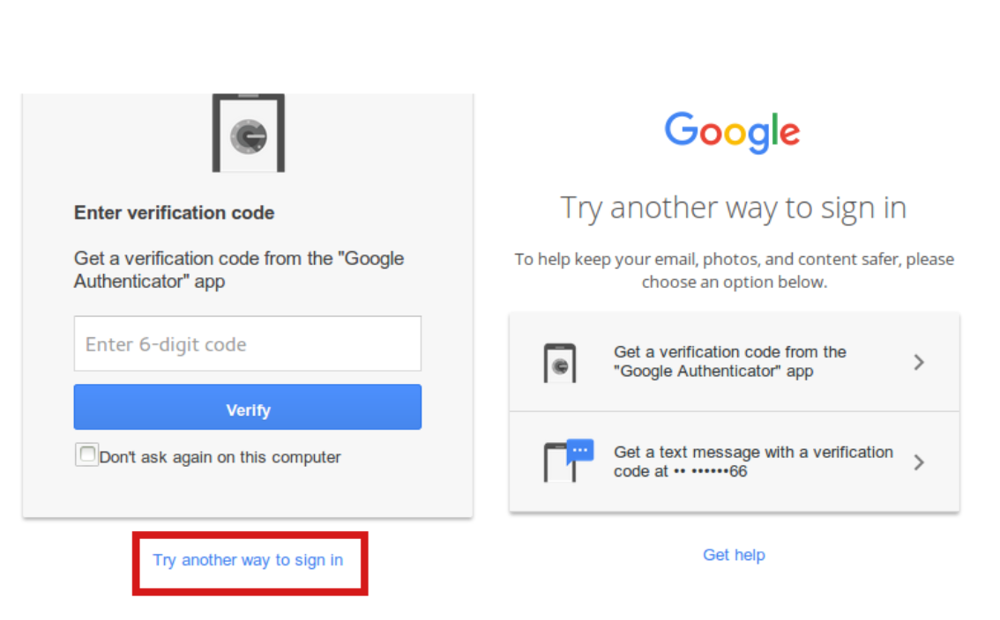 Enter verification code
Get a verification code from the "Google
Authenticator" app
Enter 6-digit code
Verify
Don't ask again on this computer
Try another way to sign in
Google
Try another way to sign in
To help keep your email, photos, and content safer, please
choose an option below.
Get a verification code from the
"Google Authenticator" app
Get a text message with a verification
code at •• ••••••66
Get help